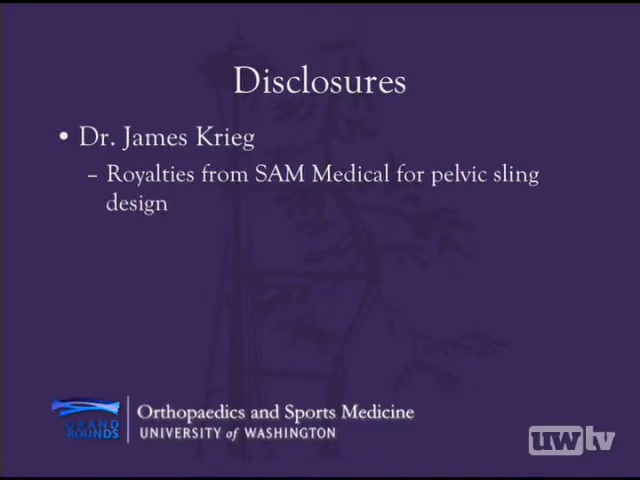 Disclosures
• Dr. James Krieg
– Royalties from SAM Medical for pelvic sling
design
GRAND
ROUNDS
Orthopaedics and Sports Medicine
UNIVERSITY of WASHINGTON
uwtv